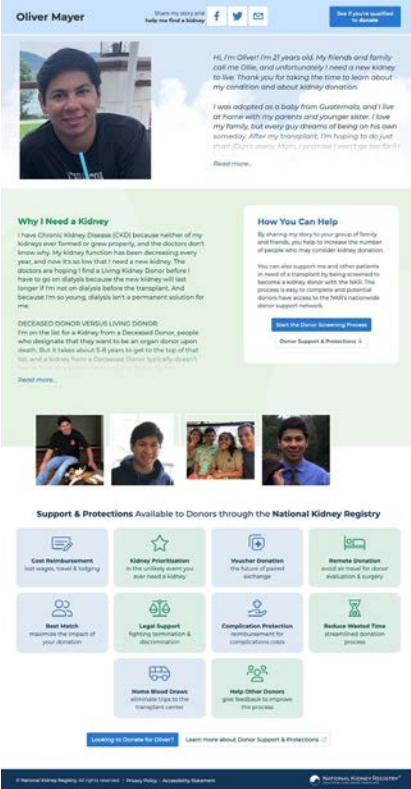 Oliver Mayer
Share my story and
help me find a kidney
See if you're qualified
to donate
Hi, I'm Oliver! I'm 21 years old. My friends and family
call me Ollie, and unfortunately I need a new kidney
to live. Thank you for taking the time to learn about
my condition and about kidney donation.
I was adopted as a baby from Guatemala, and I live
at home with my parents and younger sister. I love
my family, but every guy dreams of being on his own
someday. After my transplant, I'm hoping to do just
that! (Don't worry, Mom, I promise I won't go too far!) I
Read more...
Why I Need a Kidney
I have Chronic Kidney Disease (CKD) because neither of my
kidneys ever formed or grew properly, and the doctors don't
know why. My kidney function has been decreasing every
year, and now it's so low that I need a new kidney. The
doctors are hoping I find a Living Kidney Donor before I
have to go on dialysis because the new kidney will last
longer if I'm not on dialysis before the transplant. And
because I'm so young, dialysis isn't a permanent solution for
me.
DECEASED DONOR VERSUS LIVING DONOR:
I'm on the list for a Kidney from a Deceased Donor, people
who designate that they want to be an organ donor upon
death. But it takes about 5-8 years to get to the top of that
list, and a kidney from a Deceased Donor typically doesn't
Read more...
How You Can Help
By sharing my story to your group of family
and friends, you help to increase the number
of people who may consider kidney donation.
You can also support me and other patients
in need of a transplant by being screened to
become a kidney donor with the NKR. The
process is easy to complete and potential
donors have access to the NKR's nationwide
donor support network.
Start the Donor Screening Process
Donor Support & Protections
Support & Protections Available to Donors through the National Kidney Registry
Cost Reimbursement
lost wages, travel & lodging
Kidney Prioritization
in the unlikely event you
ever need a kidney
Voucher Donation
the future of paired
exchange
Remote Donation
avoid air travel for donor
evaluation & surgery
Best Match
maximize the impact of
your donation
Legal Support
fighting termination &
discrimination
Complication Protection
reimbursement for
complications costs
Reduce Wasted Time
streamlined donation
process
Home Blood Draws
eliminate trips to the
transplant center
Help Other Donors
give feedback to improve
the process
Looking to Donate for Oliver?
Learn more about Donor Support & Protections
© National Kidney Registry. All rights reserved. | Privacy Policy | Accessibility Statement
NATIONAL KIDNEY REGISTRY